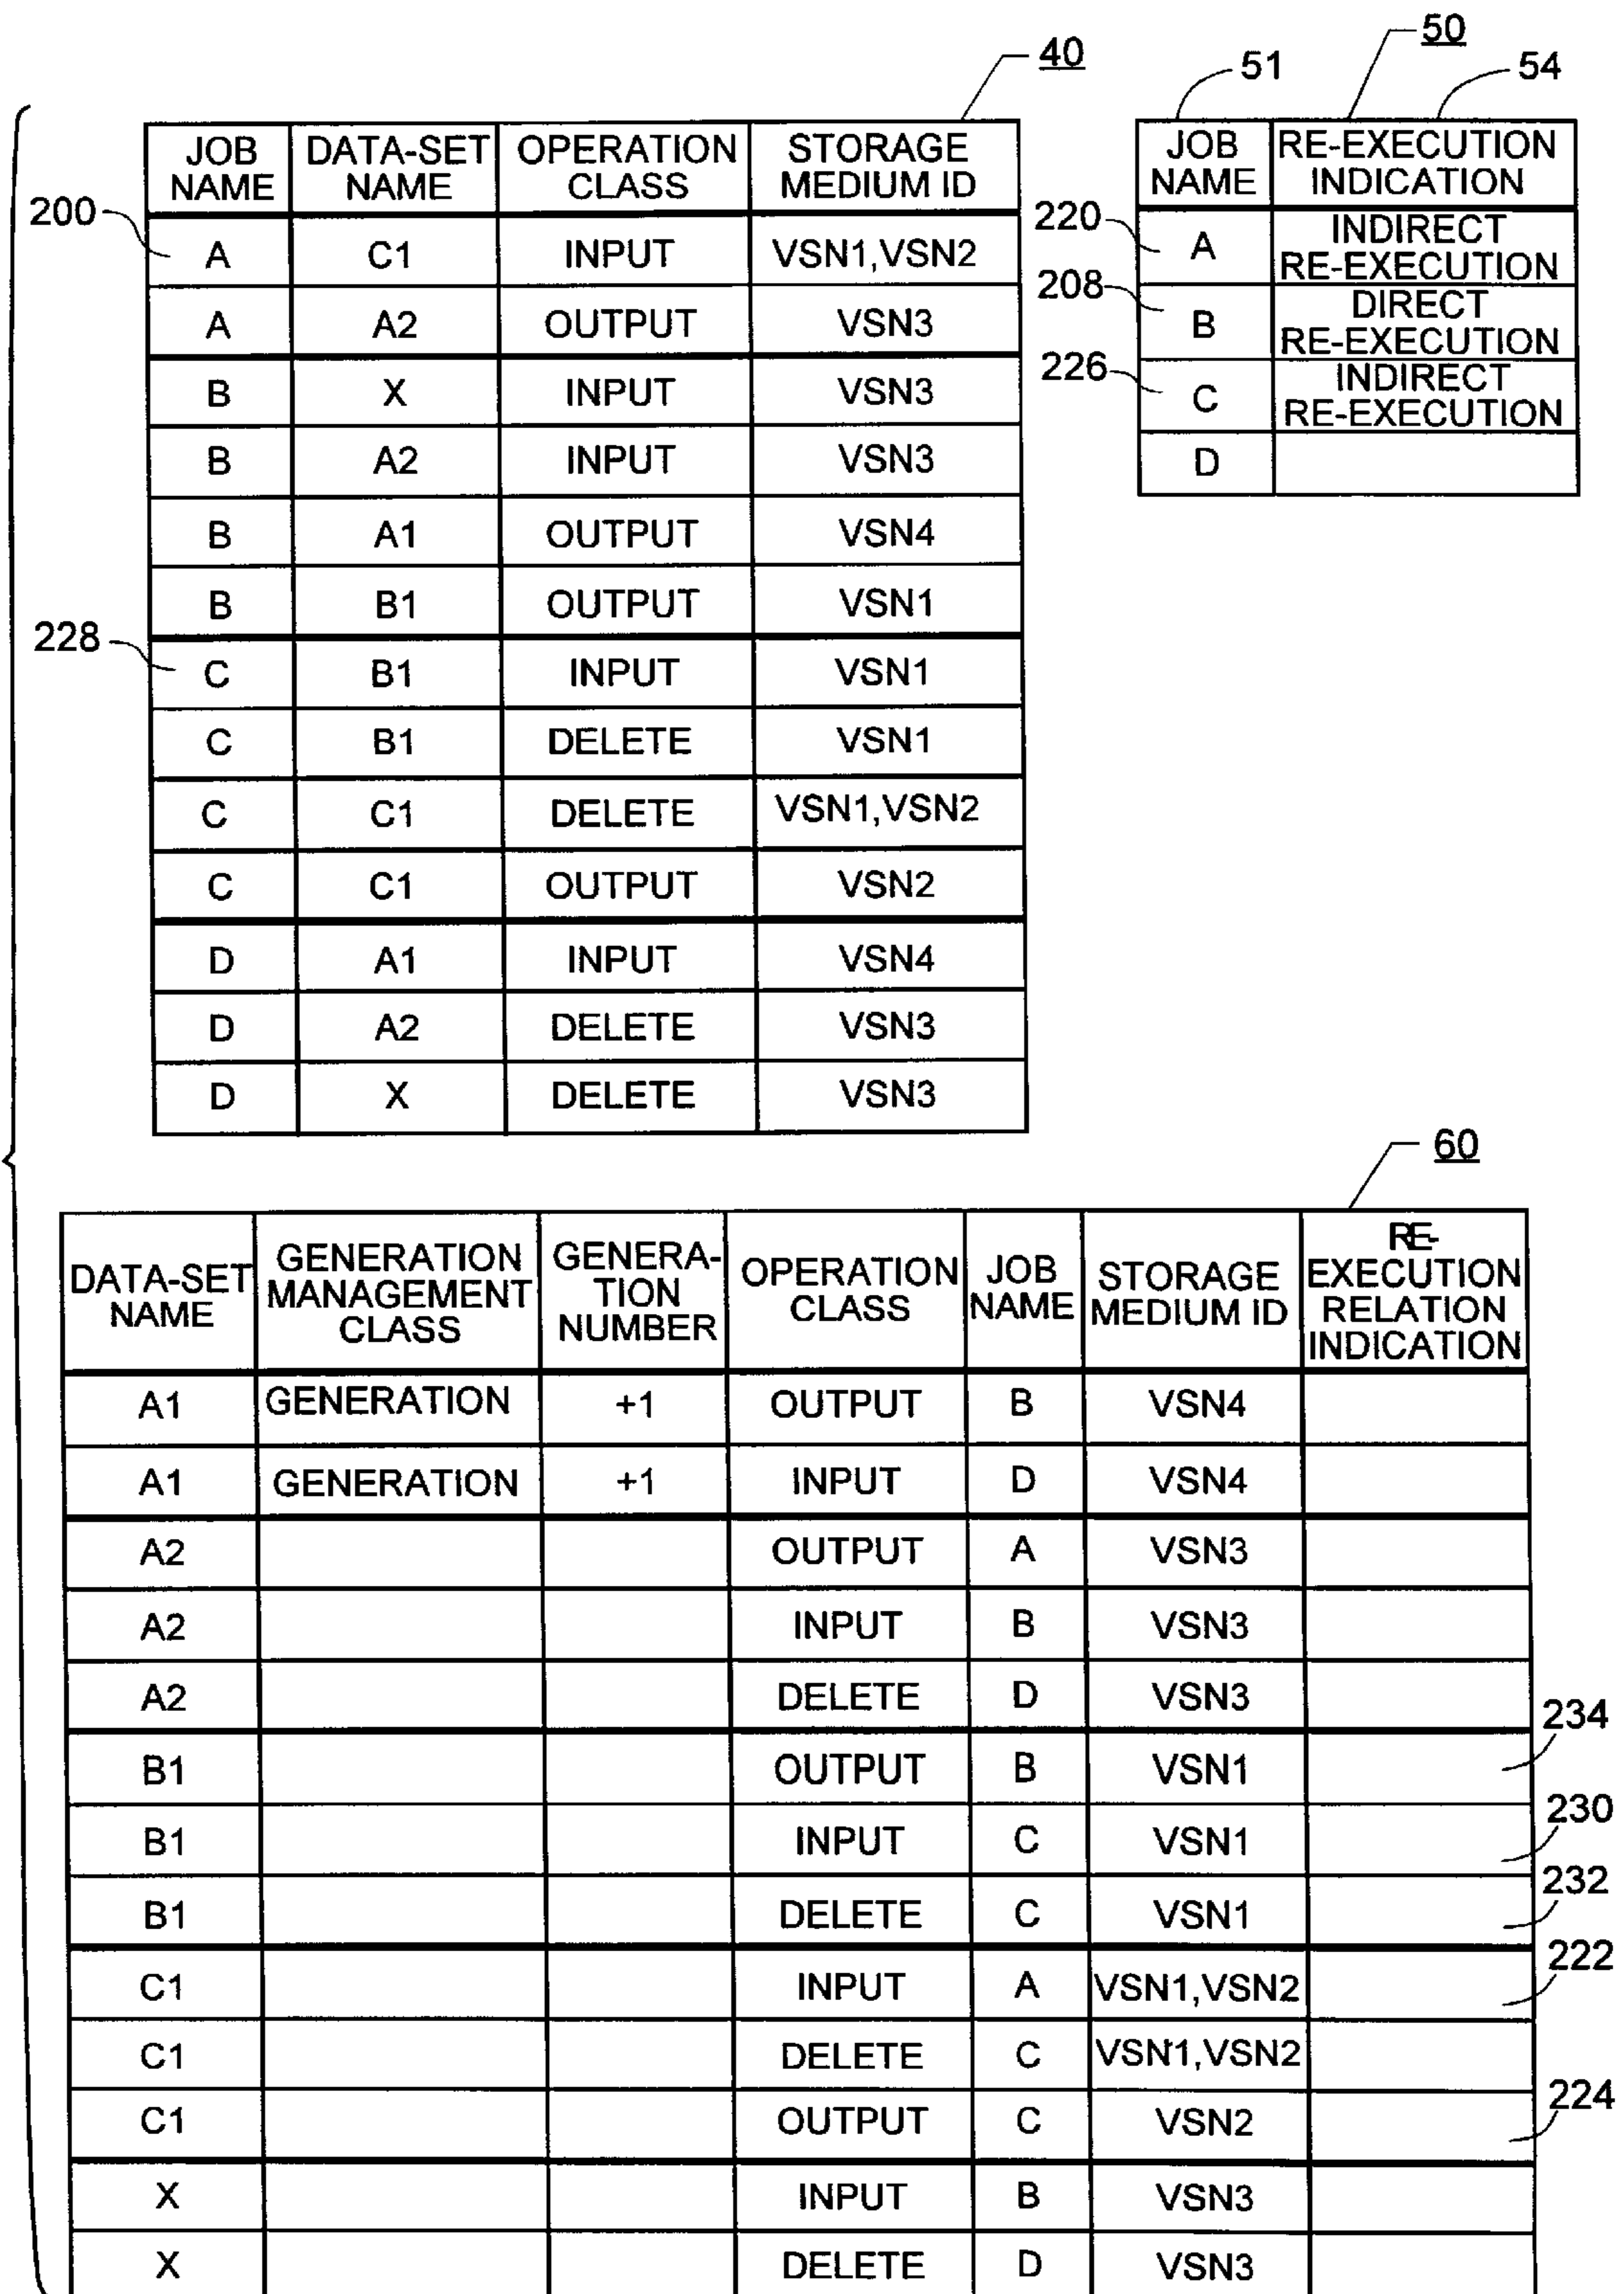 40
50
51
54
JOB NAME DATA-SET NAME OPERATION CLASS STORAGE MEDIUM ID
200
A C1 INPUT VSN1,VSN2
A A2 OUTPUT VSN3
B X INPUT VSN3
B A2 INPUT VSN3
B A1 OUTPUT VSN4
B B1 OUTPUT VSN1
228
C B1 INPUT VSN1
C B1 DELETE VSN1
C C1 DELETE VSN1,VSN2
C C1 OUTPUT VSN2
D A1 INPUT VSN4
D A2 DELETE VSN3
D X DELETE VSN3
JOB NAME RE-EXECUTION INDICATION
220
A INDIRECT RE-EXECUTION
208
B DIRECT RE-EXECUTION
226
C INDIRECT RE-EXECUTION
D
60
DATA-SET NAME GENERATION MANAGEMENT CLASS GENERA-TION NUMBER OPERATION CLASS JOB NAME STORAGE MEDIUM ID RE-EXECUTION RELATION INDICATION
A1 GENERATION +1 OUTPUT B VSN4
A1 GENERATION +1 INPUT D VSN4
A2 OUTPUT A VSN3
A2 INPUT B VSN3
A2 DELETE D VSN3
B1 OUTPUT B VSN1 234
B1 INPUT C VSN1 230
B1 DELETE C VSN1 232
C1 INPUT A VSN1,VSN2 222
C1 DELETE C VSN1,VSN2
C1 OUTPUT C VSN2 224
X INPUT B VSN3
X DELETE D VSN3